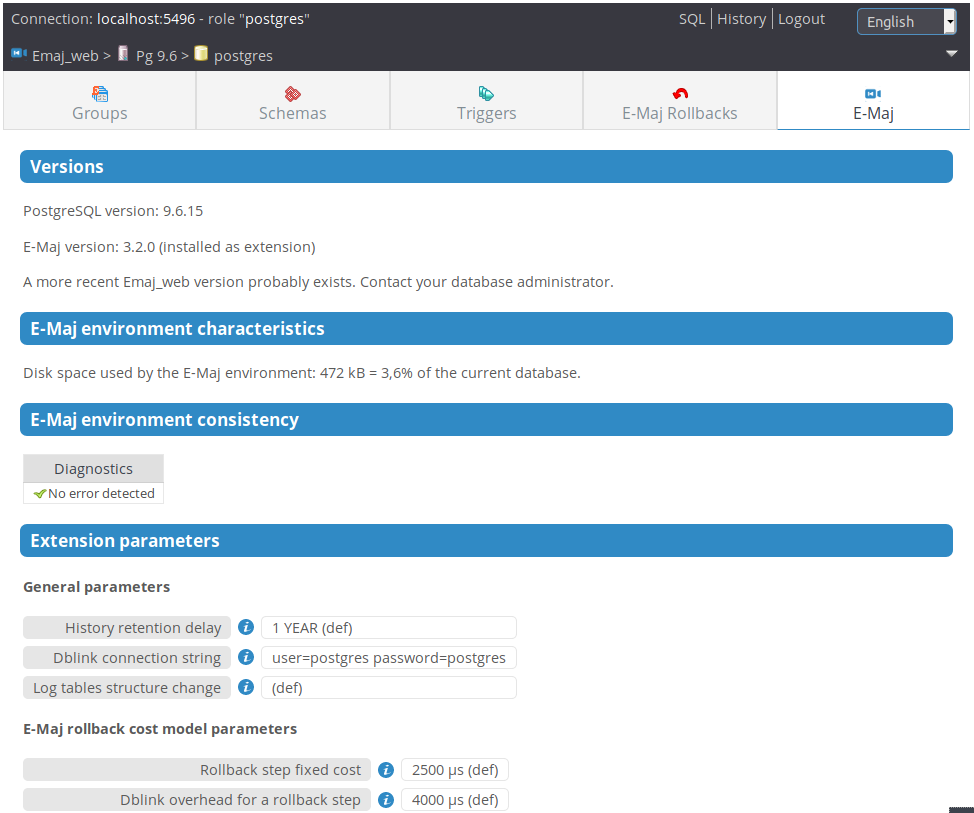 Connection: localhost:5496 - role "postgres"
SQL History Logout English
Emaj_web > Pg 9.6 > postgres
Groups Schemas Triggers E-Maj Rollbacks E-Maj
Versions
PostgreSQL version: 9.6.15
E-Maj version: 3.2.0 (installed as extension)
A more recent Emaj_web version probably exists. Contact your database administrator.
E-Maj environment characteristics
Disk space used by the E-Maj environment: 472 kB = 3,6% of the current database.
E-Maj environment consistency
Diagnostics
No error detected
Extension parameters
General parameters
History retention delay 1 YEAR (def)
Dblink connection string user=postgres password=postgres
Log tables structure change (def)
E-Maj rollback cost model parameters
Rollback step fixed cost 2500 µs (def)
Dblink overhead for a rollback step 4000 µs (def)